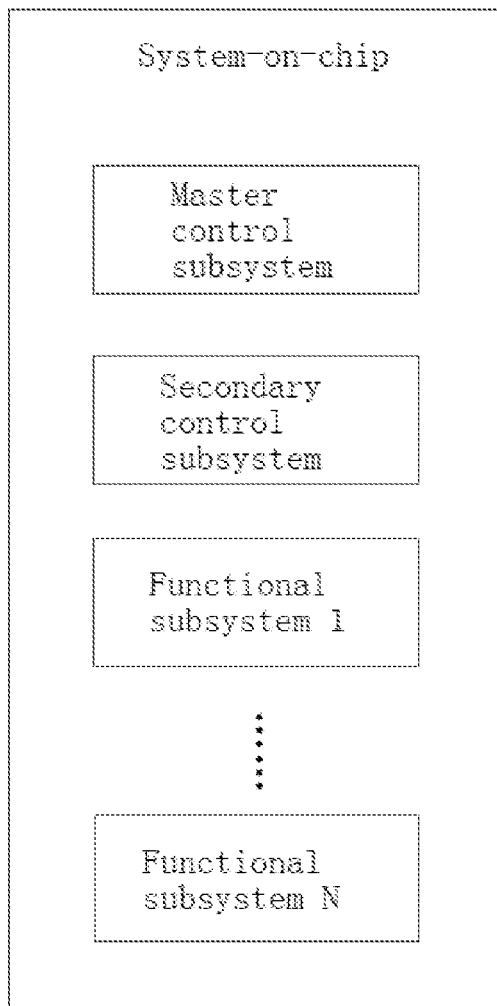 System-on-chip
Master
control
subsystem
Secondary
control
subsystem
Functional
subsystem 1
Functional
subsystem N